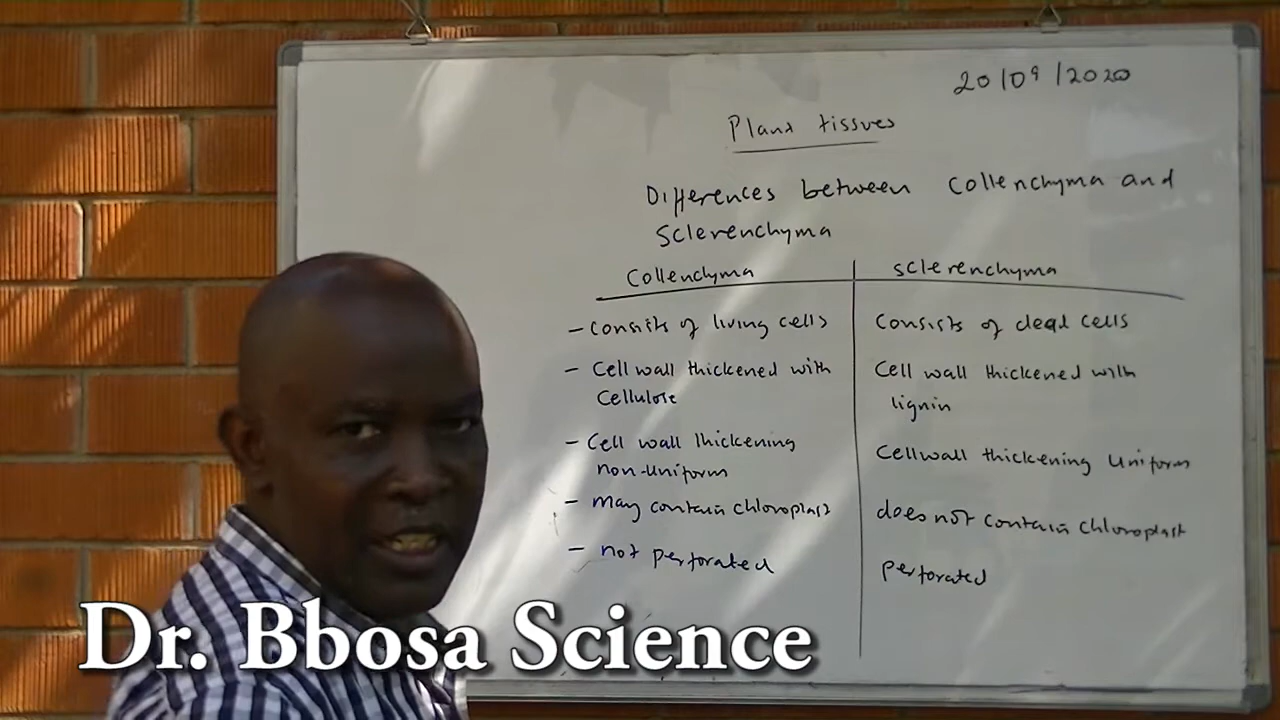 20/09/2020
Plant tissues
Differences between collenchyma and
sclerenchyma
Collenchyma
sclerenchyma
- consists of living cells
Consists of dead cells
- Cell wall thickened with
cellulose
Cell wall thickened with
lignin
- Cell wall thickening
non-uniform
Cellwall thickening uniform
- may contain chloroplast
does not contain chloroplast
- not perforated
perforated
Dr. Bbosa Science